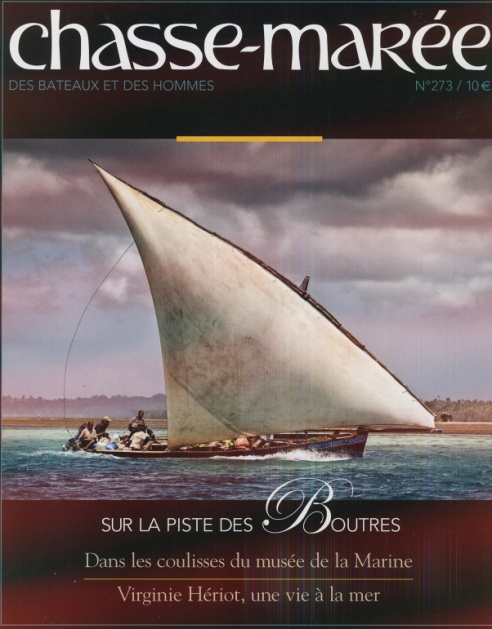 chasse-marée
DES BATEAUX ET DES HOMMES N°273 / 10 €
SUR LA PISTE DES BOUTRES
Dans les coulisses du musée de la Marine
Virginie Hériot, une vie à la mer